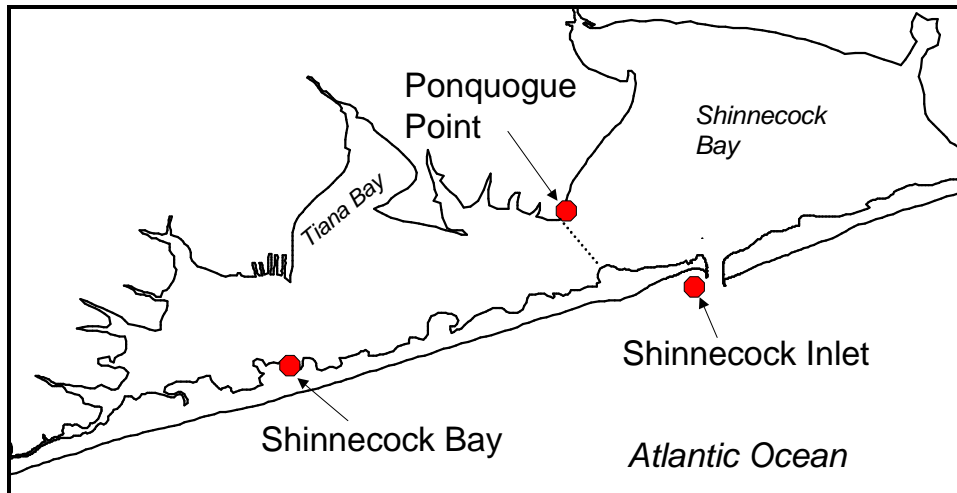 Ponquogue
Point
Shinnecock
Bay
Tiana Bay
Shinnecock Inlet
Shinnecock Bay
Atlantic Ocean